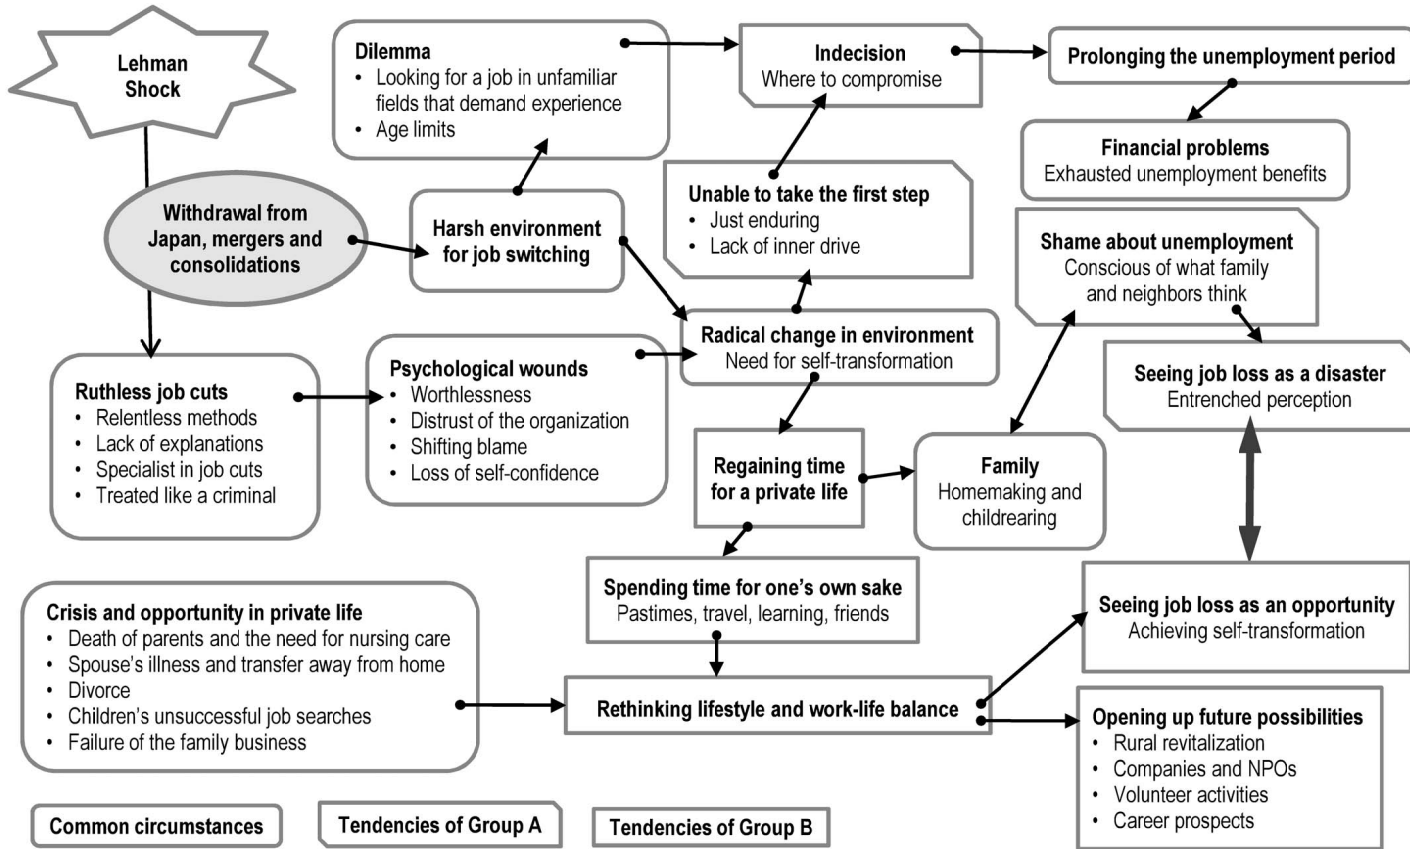 Lehman
Shock
Dilemma
• Looking for a job in unfamiliar
fields that demand experience
• Age limits
Indecision
Where to compromise
Prolonging the unemployment period
Financial problems
Exhausted unemployment benefits
Withdrawal from
Japan, mergers and
consolidations
Harsh environment
for job switching
Unable to take the first step
• Just enduring
• Lack of inner drive
Shame about unemployment
Conscious of what family
and neighbors think
Radical change in environment
Need for self-transformation
Ruthless job cuts
• Relentless methods
• Lack of explanations
• Specialist in job cuts
• Treated like a criminal
Psychological wounds
• Worthlessness
• Distrust of the organization
• Shifting blame
• Loss of self-confidence
Seeing job loss as a disaster
Entrenched perception
Regaining time
for a private life
Family
Homemaking and
childrearing
Spending time for one's own sake
Pastimes, travel, learning, friends
Seeing job loss as an opportunity
Achieving self-transformation
Crisis and opportunity in private life
• Death of parents and the need for nursing care
• Spouse's illness and transfer away from home
• Divorce
• Children's unsuccessful job searches
• Failure of the family business
Rethinking lifestyle and work-life balance
Opening up future possibilities
• Rural revitalization
• Companies and NPOs
• Volunteer activities
• Career prospects
Common circumstances
Tendencies of Group A
Tendencies of Group B